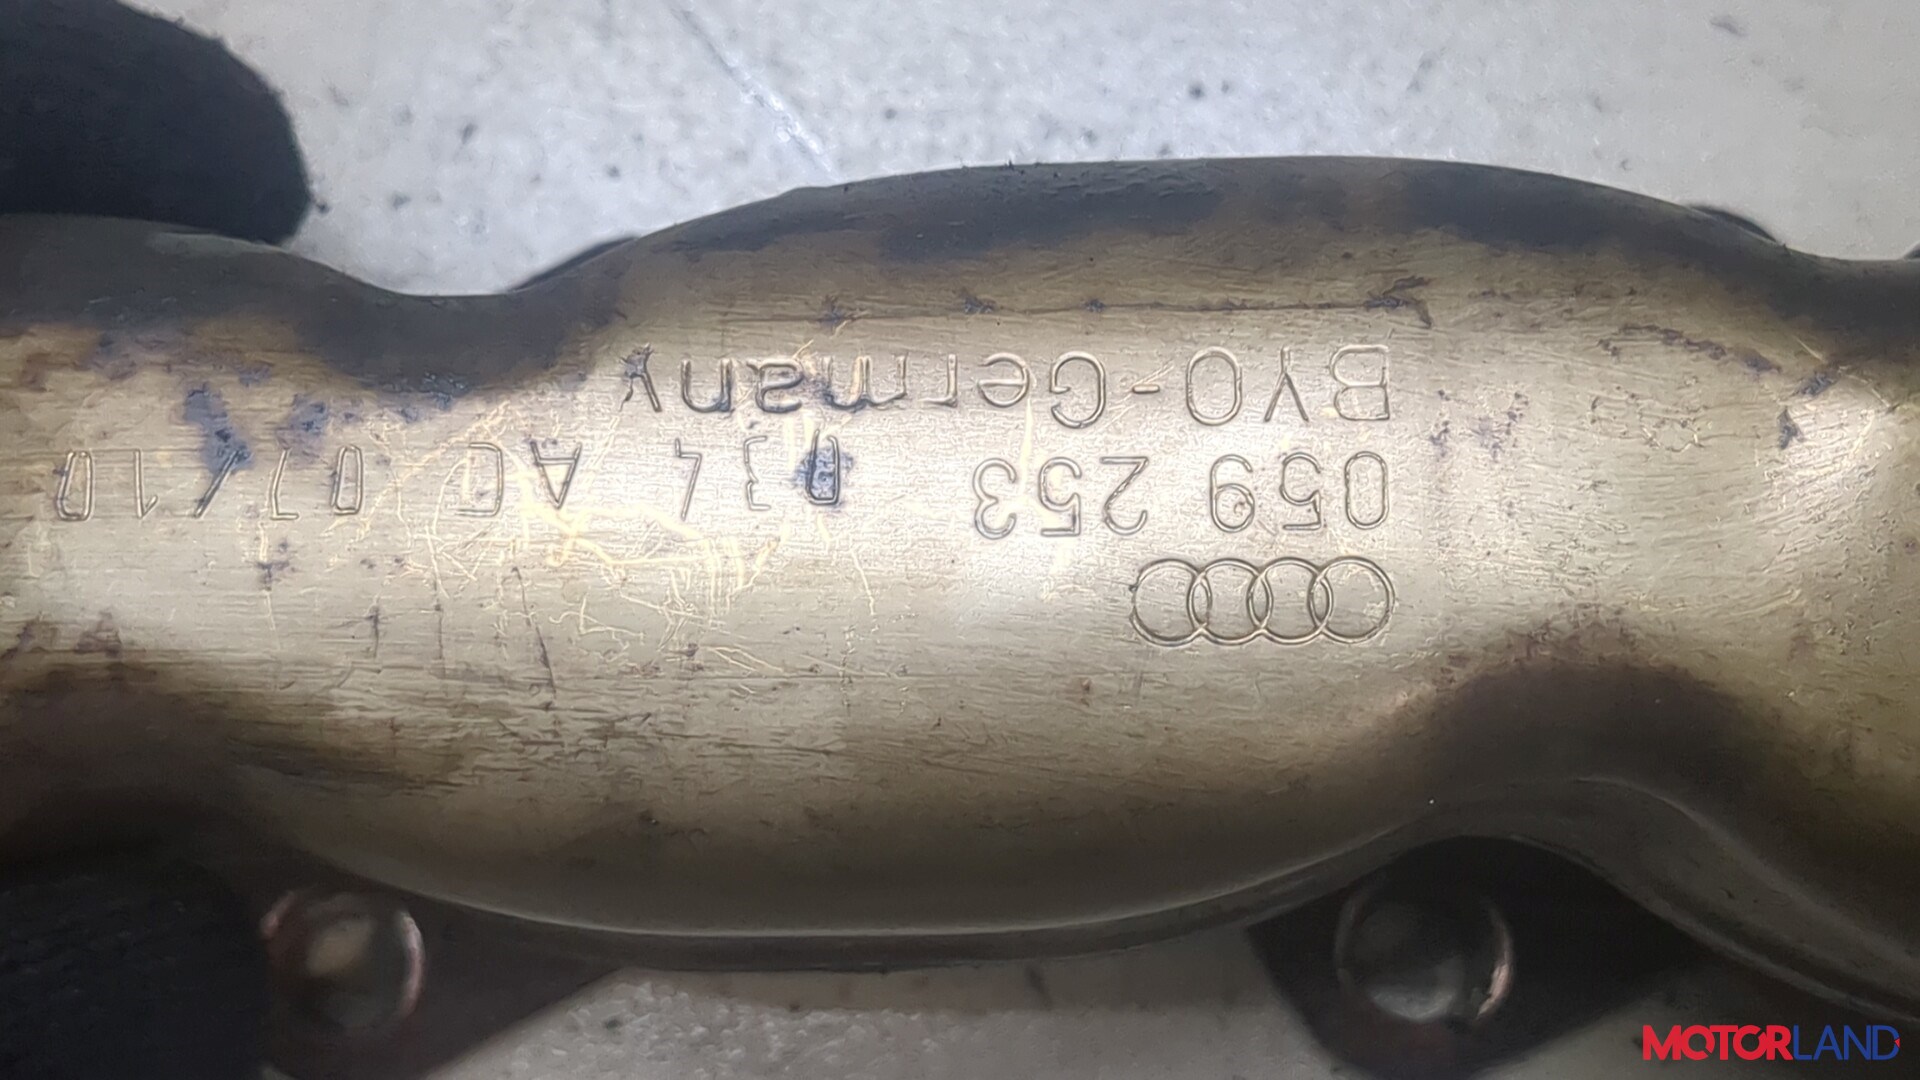 059 253 034 AC 07/10
BYO-Germany
MOTORLAND